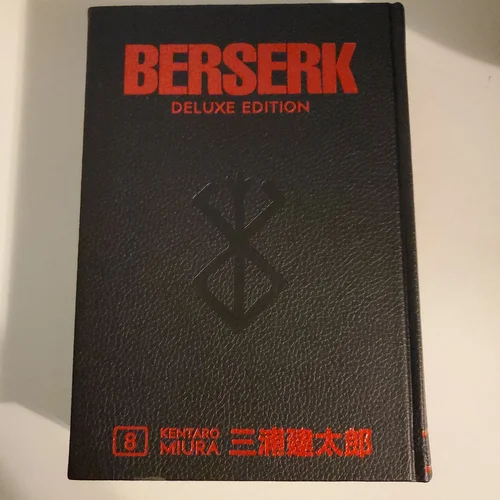 BERSERK
DELUXE EDITION
8 KENTARO MIURA 三浦建太郎